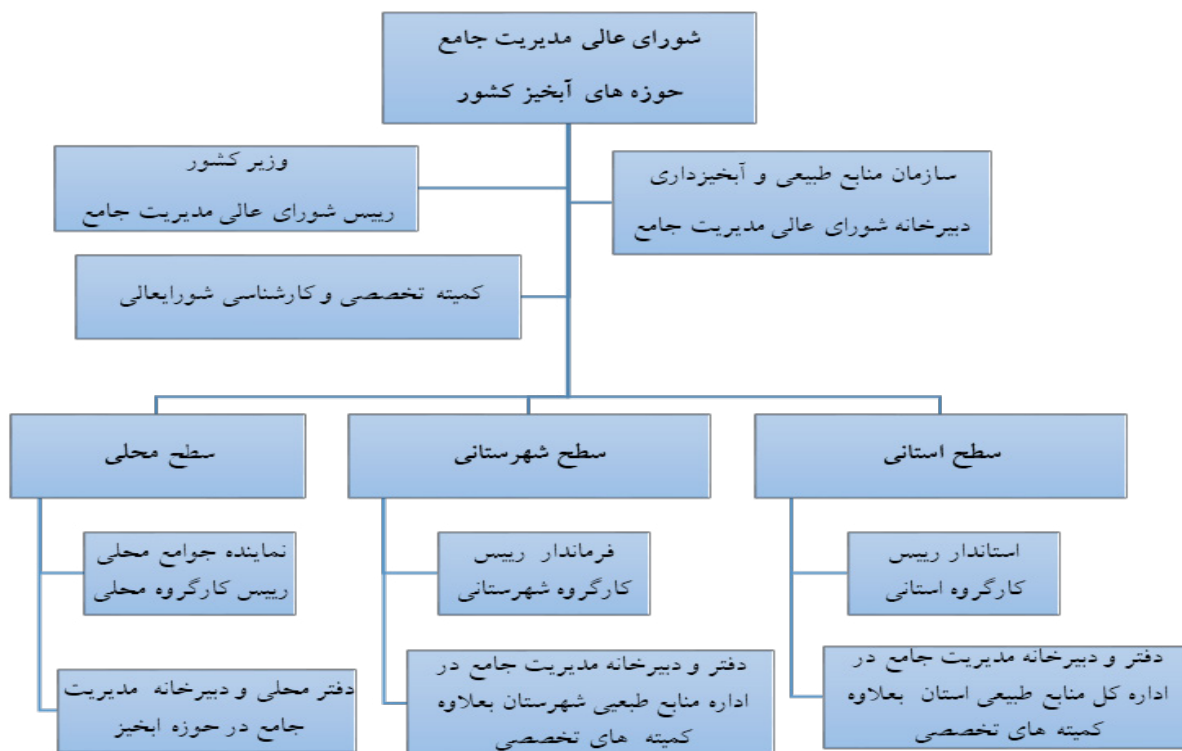 شورای عالی مدیریت جامع
حوزه های آبخیز کشور
سازمان منابع طبیعی و آبخیزداری
دبیرخانه شورای عالی مدیریت جامع
وزیر کشور
رییس شورای عالی مدیریت جامع
کمیته تخصصی و کارشناسی شورایعالی
سطح استانی
استاندار رییس
کارگروه استانی
دفتر و دبیرخانه مدیریت جامع در
اداره کل منابع طبیعی استان بعلاوه
کمیته های تخصصی
سطح شهرستانی
فرماندار رییس
کارگروه شهرستانی
دفتر و دبیرخانه مدیریت جامع در
اداره منابع طبعیی شهرستان بعلاوه
کمیته های تخصصی
سطح محلی
نماینده جوامع محلی
رییس کارگروه محلی
دفتر محلی و دبیرخانه مدیریت
جامع در حوزه ابخیز